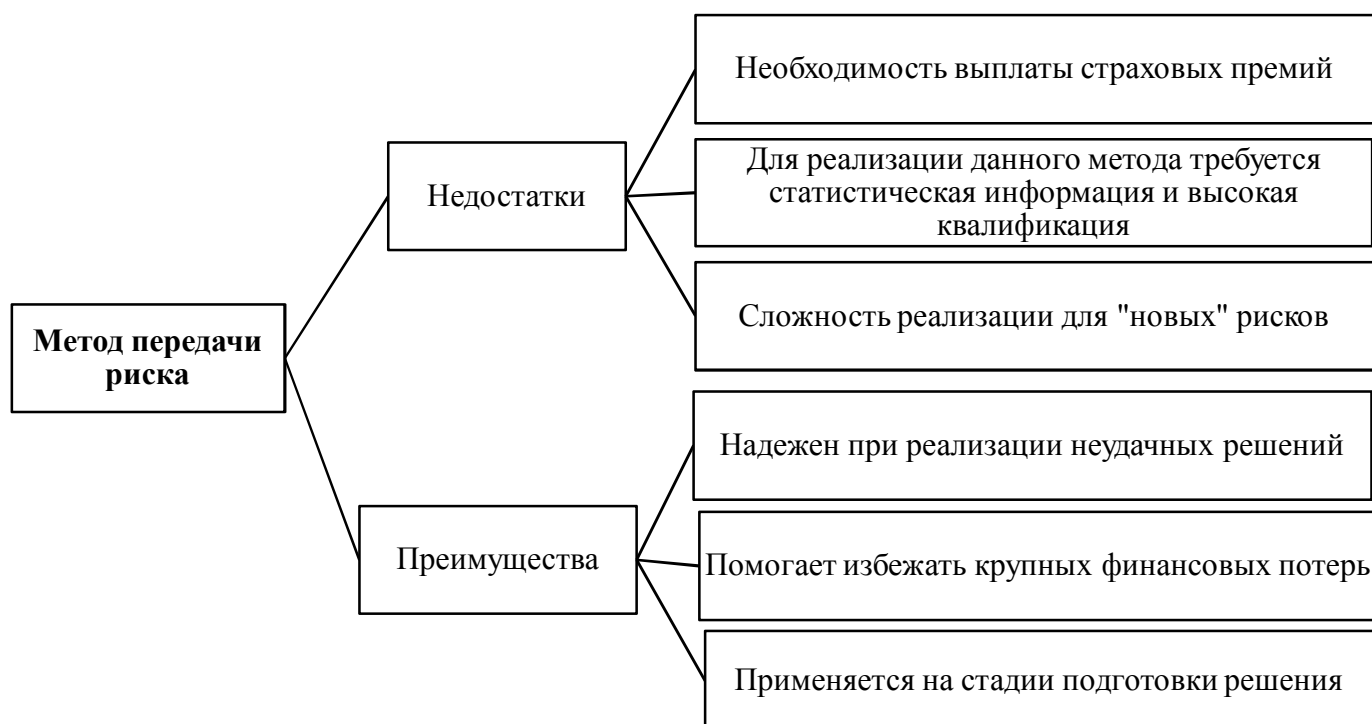 Метод передачи
риска
Недостатки
Необходимость выплаты страховых премий
Для реализации данного метода требуется
статистическая информация и высокая
квалификация
Сложность реализации для "новых" рисков
Преимущества
Надежен при реализации неудачных решений
Помогает избежать крупных финансовых потерь
Применяется на стадии подготовки решения